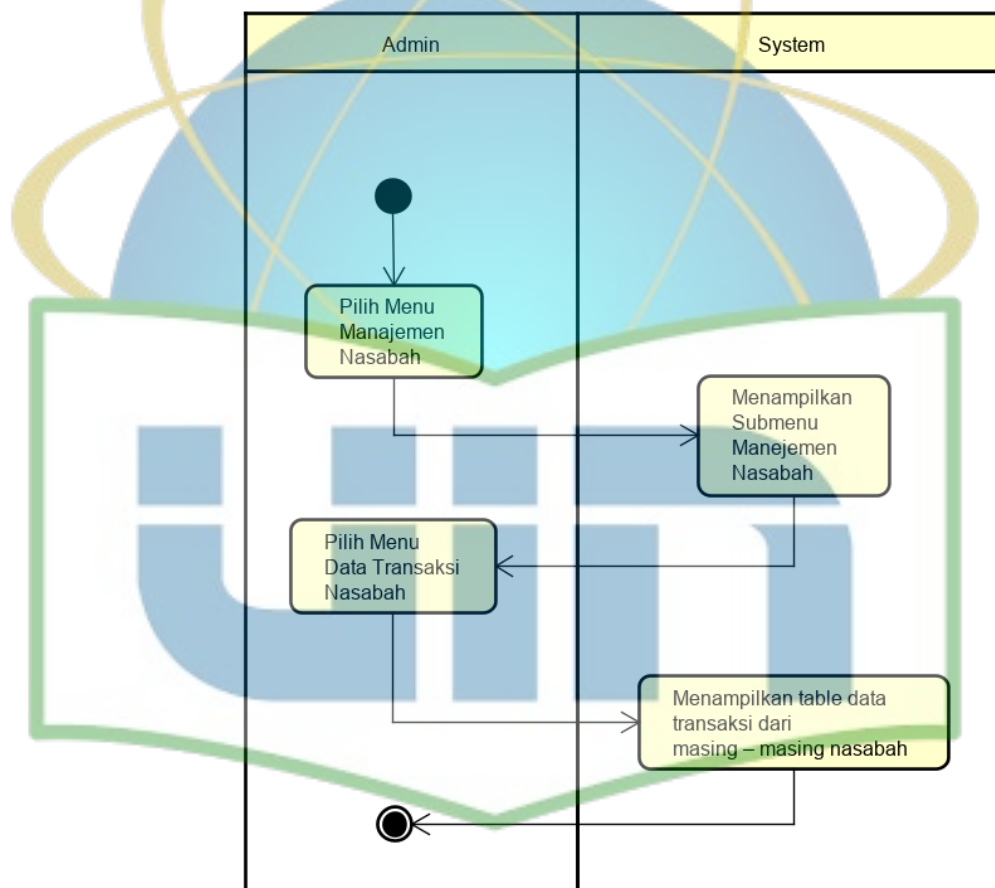 Admin
System
Pilih Menu
Manajemen
Nasabah
Menampilkan
Submenu
Manejemen
Nasabah
Pilih Menu
Data Transaksi
Nasabah
Menampilkan table data
transaksi dari
masing – masing nasabah
uin